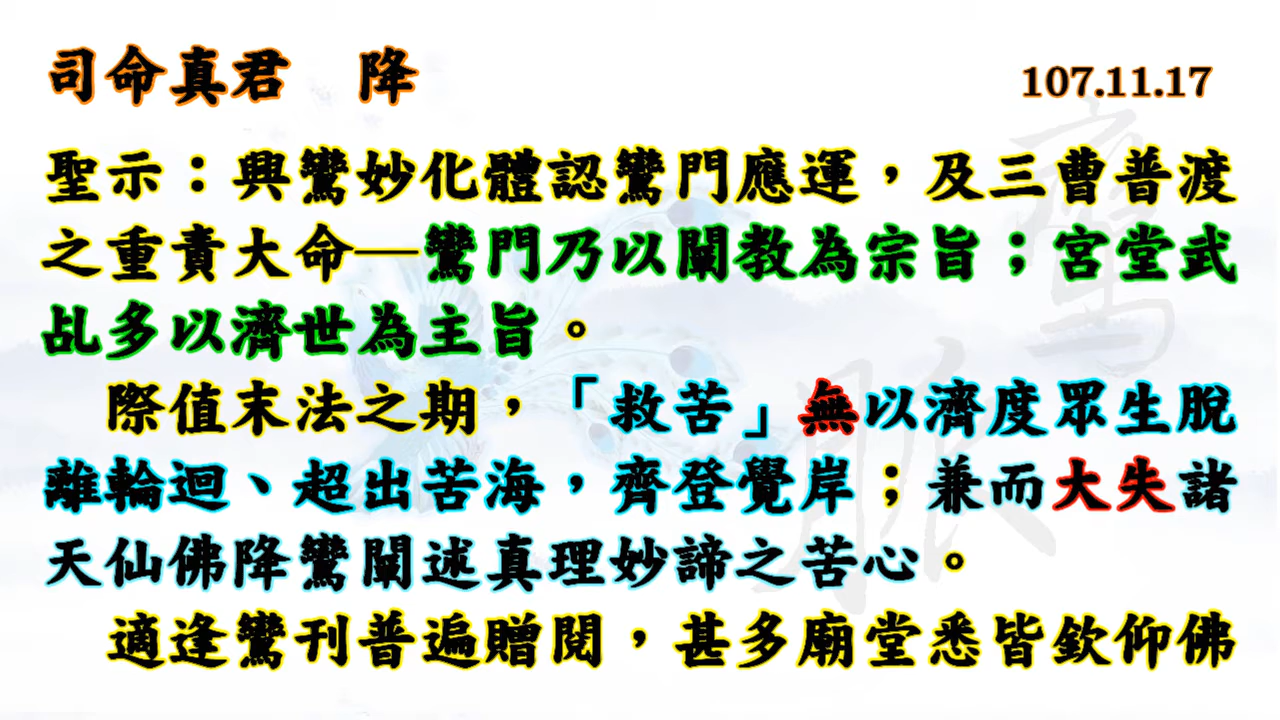 司命真君　降
107.11.17
聖示：興鸞妙化體認鸞門應運，及三曹普渡
之重責大命—鸞門乃以闡教為宗旨；宮堂武
乩多以濟世為主旨。
際值末法之期，「救苦」無以濟度眾生脫
離輪迴、超出苦海，齊登覺岸；兼而大失諸
天仙佛降鸞闡述真理妙諦之苦心。
適逢鸞刊普遍贈閱，甚多廟堂悉皆欽仰佛
鸞
脈